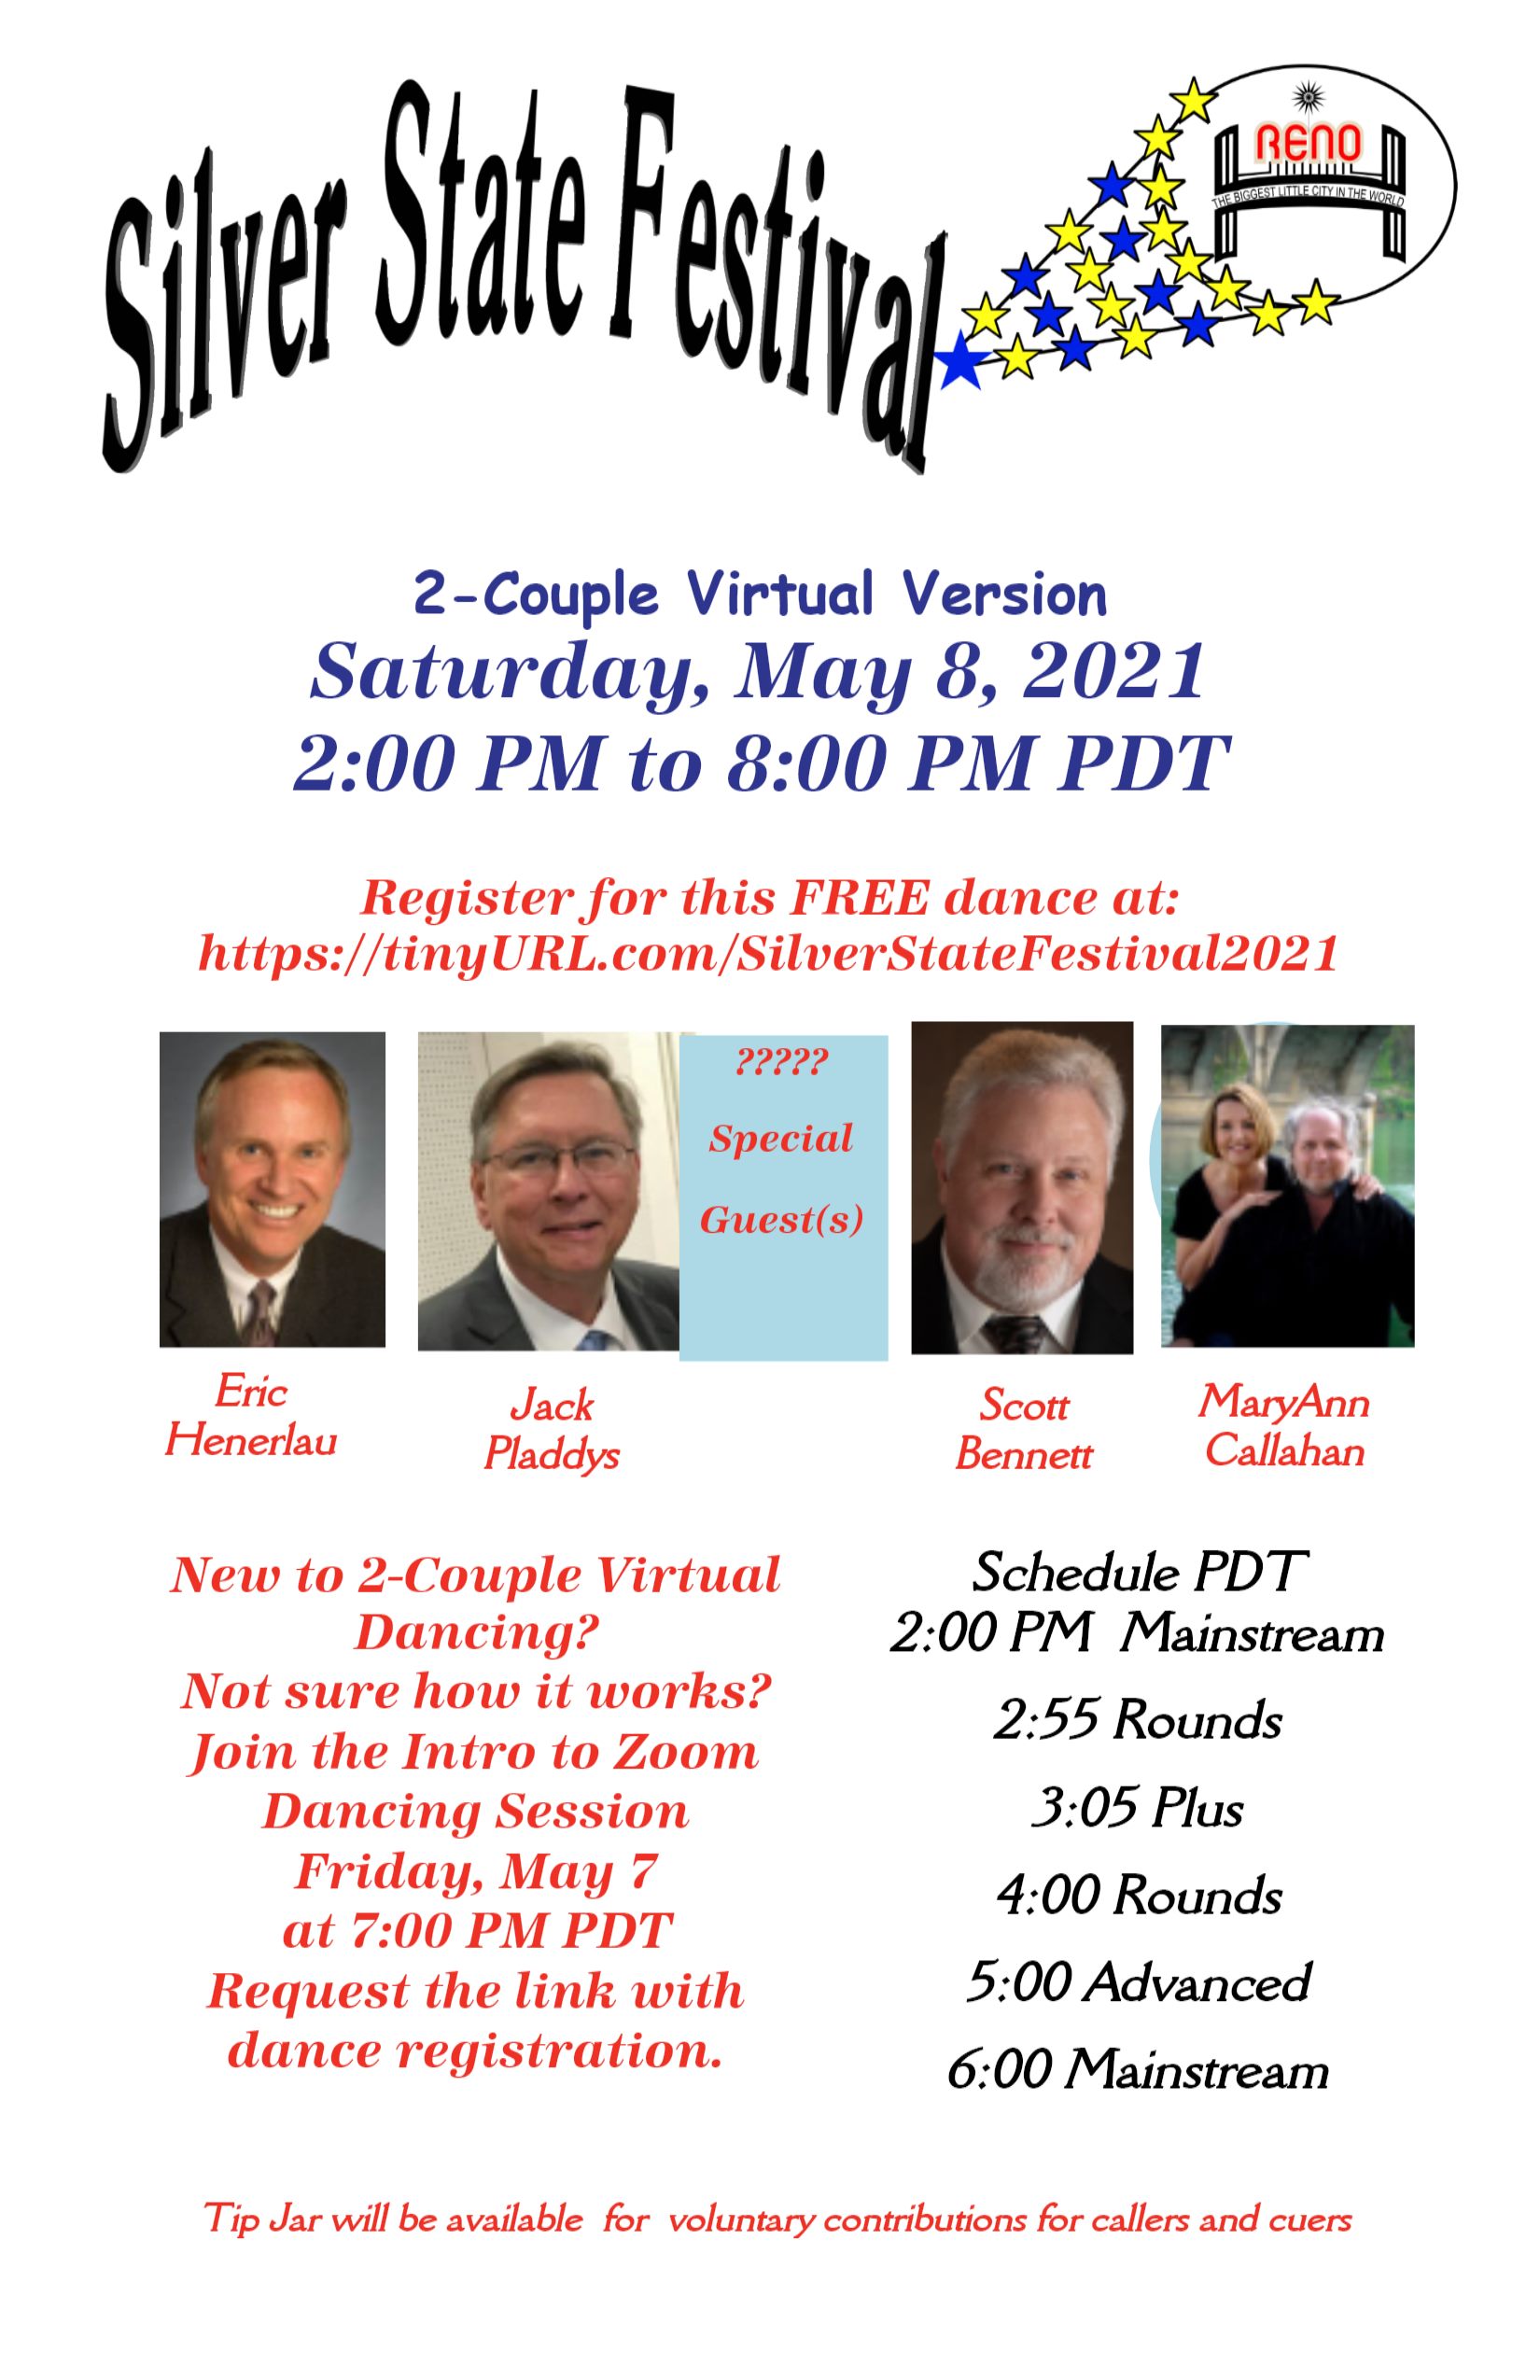 Silver State Festival
RENO
THE BIGGEST LITTLE CITY IN THE WORLD
2-Couple Virtual Version
Saturday, May 8, 2021
2:00 PM to 8:00 PM PDT
Register for this FREE dance at:
https://tinyURL.com/SilverStateFestival2021
?????
Special
Guest(s)
Eric
Henerlau
Jack
Pladdys
Scott
Bennett
MaryAnn
Callahan
New to 2-Couple Virtual
Dancing?
Not sure how it works?
Join the Intro to Zoom
Dancing Session
Friday, May 7
at 7:00 PM PDT
Request the link with
dance registration.
Schedule PDT
2:00 PM Mainstream
2:55 Rounds
3:05 Plus
4:00 Rounds
5:00 Advanced
6:00 Mainstream
Tip Jar will be available for voluntary contributions for callers and cuers